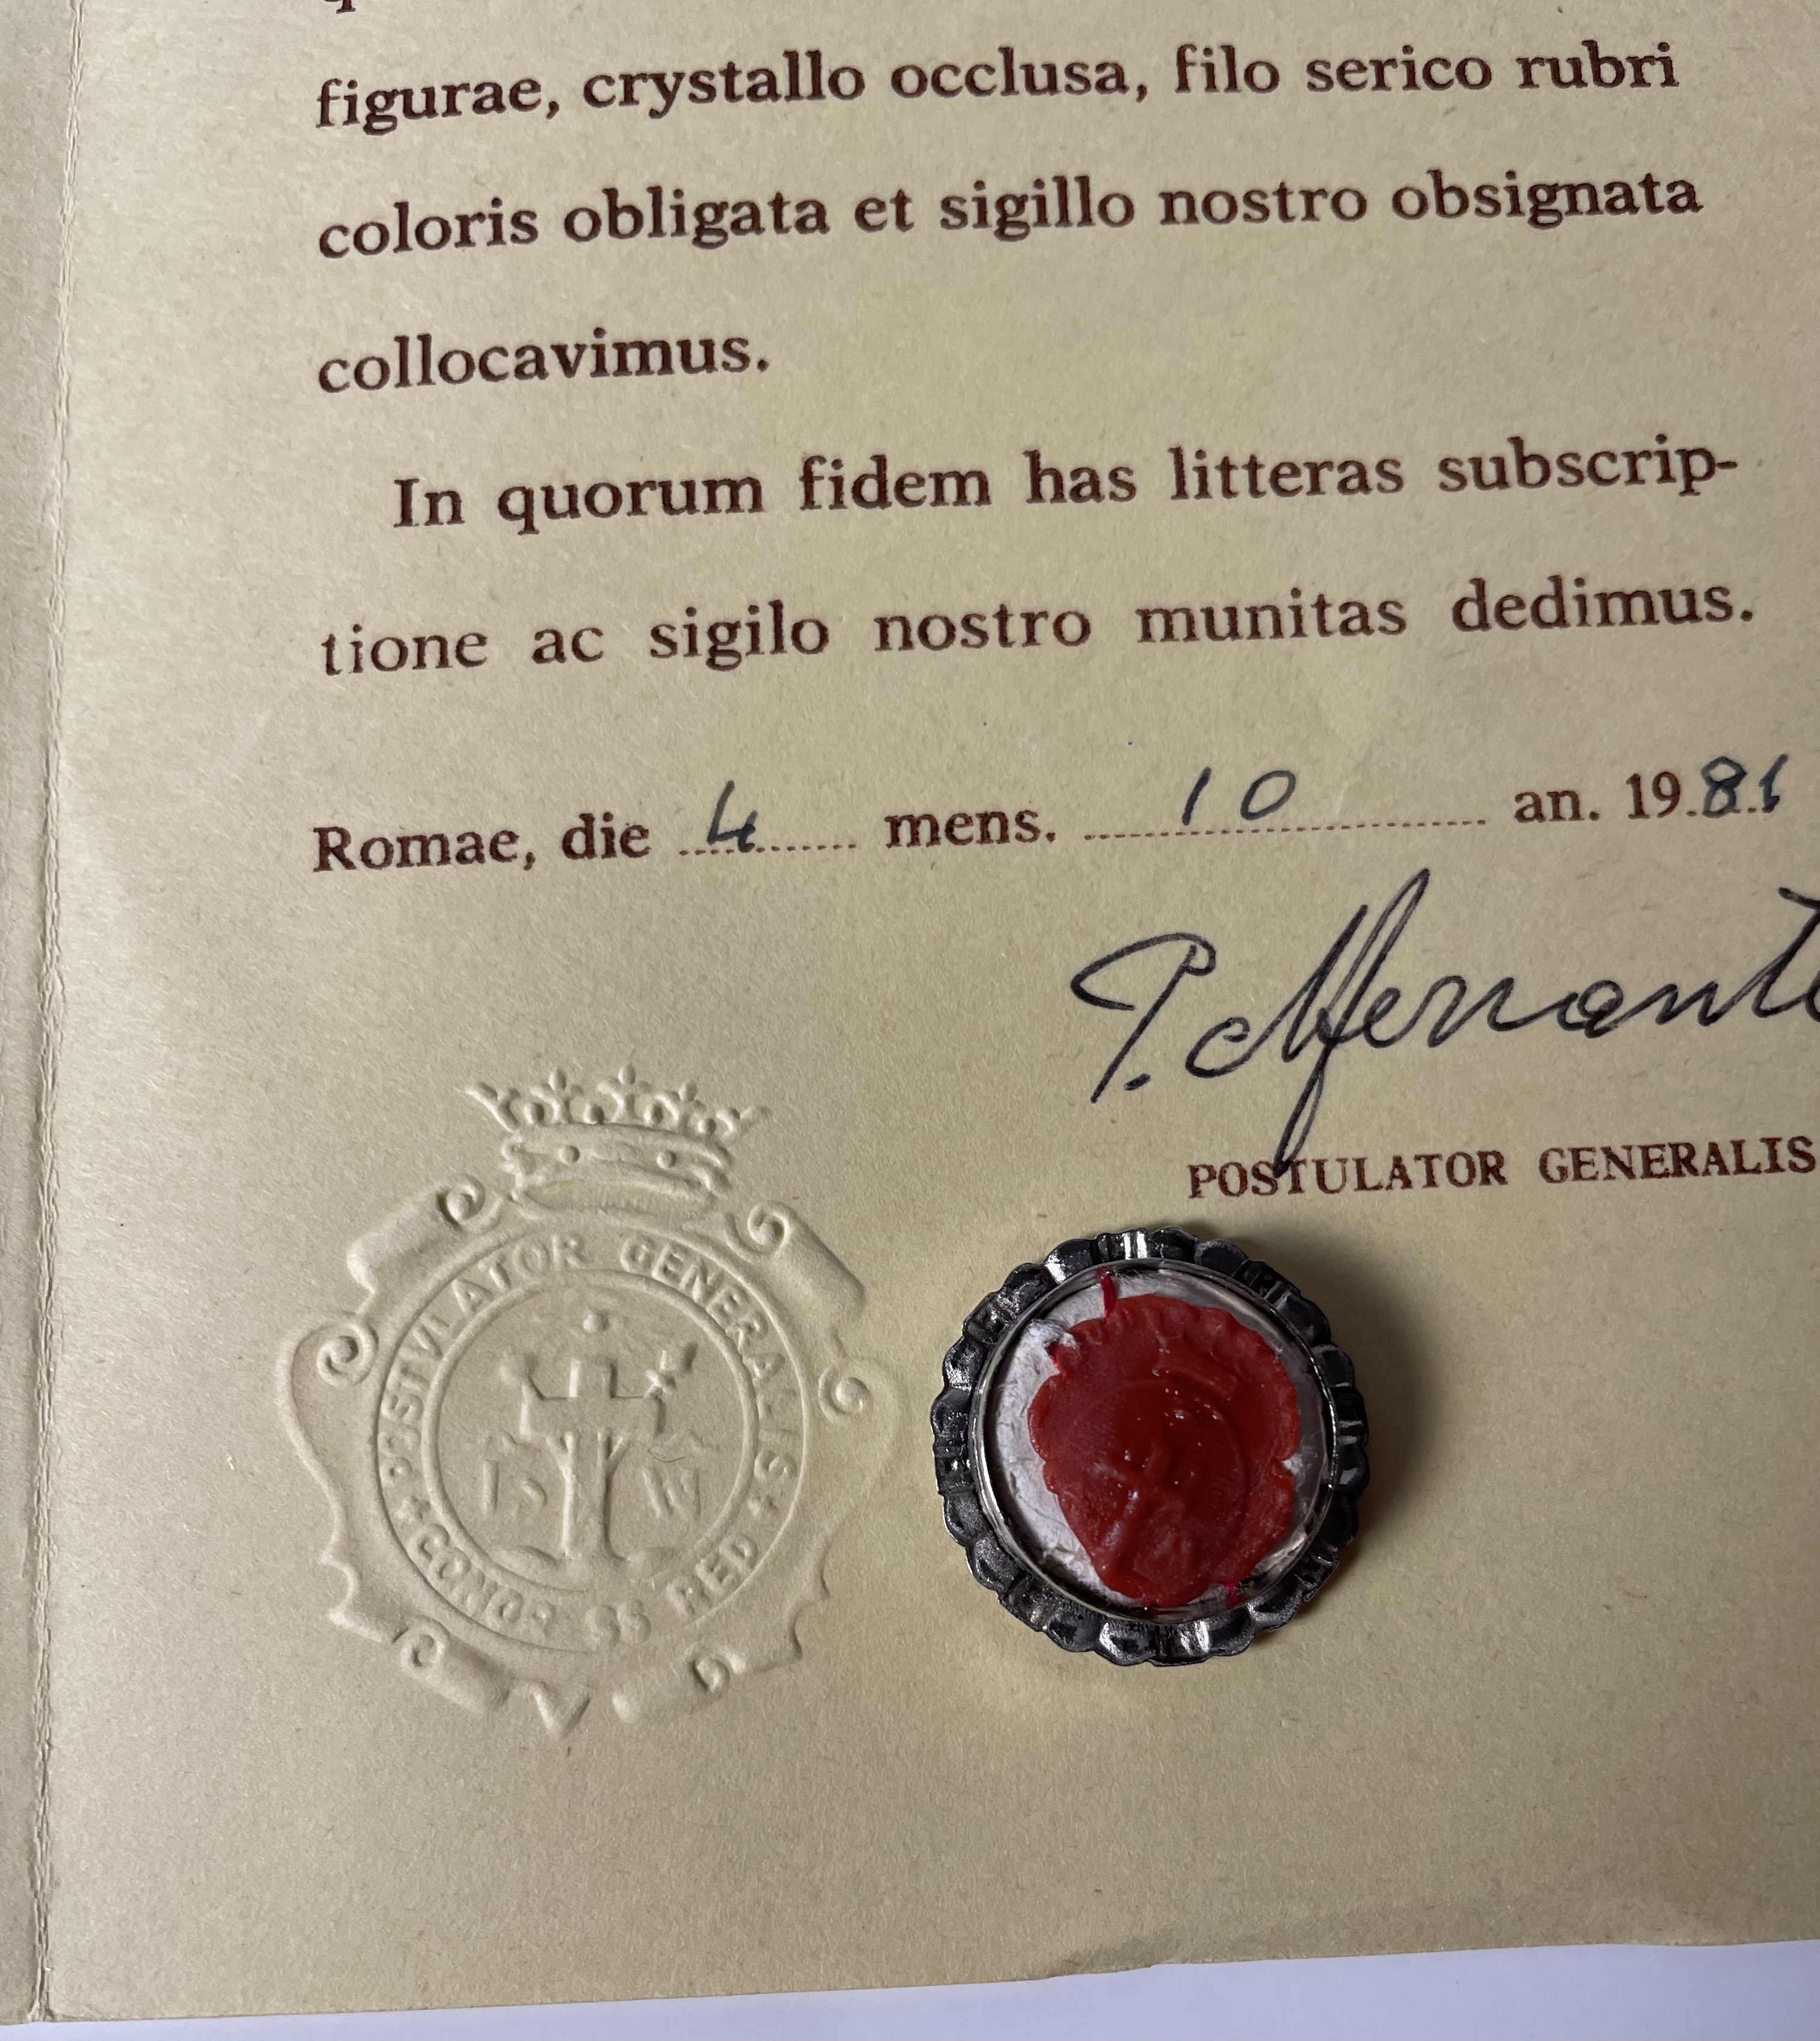 figurae, crystallo occlusa, filo serico rubri
coloris obligata et sigillo nostro obsignata
collocavimus.
In quorum fidem has litteras subscrip-
tione ac sigilo nostro munitas dedimus.
Romae, die 4 mens. 10 an. 1981
P. Ferrante
POSTULATOR GENERALIS
POSTVLATOR GENERALIS
CONGR SS RED